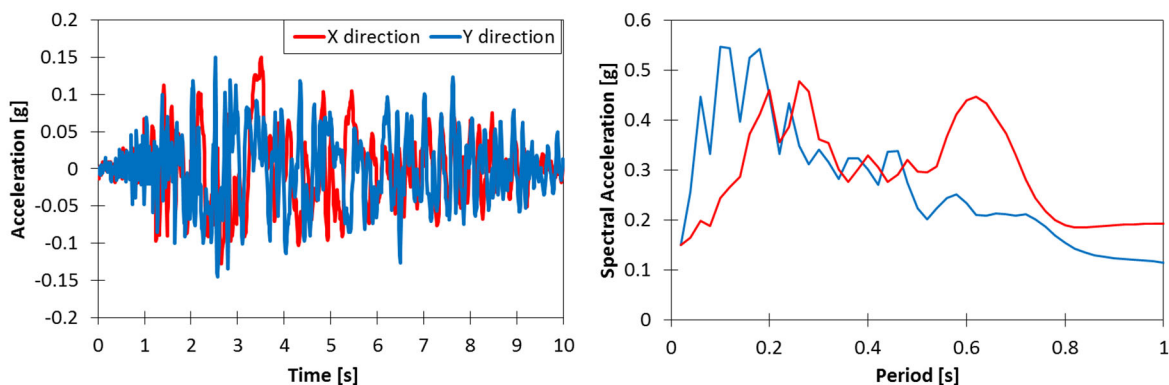 Acceleration [g]
0.2
0.15
0.1
0.05
0
-0.05
-0.1
-0.15
-0.2
X direction Y direction
0 1 2 3 4 5 6 7 8 9 10
Time [s]
Spectral Acceleration [g]
0.6
0.5
0.4
0.3
0.2
0.1
0
0 0.2 0.4 0.6 0.8 1
Period [s]